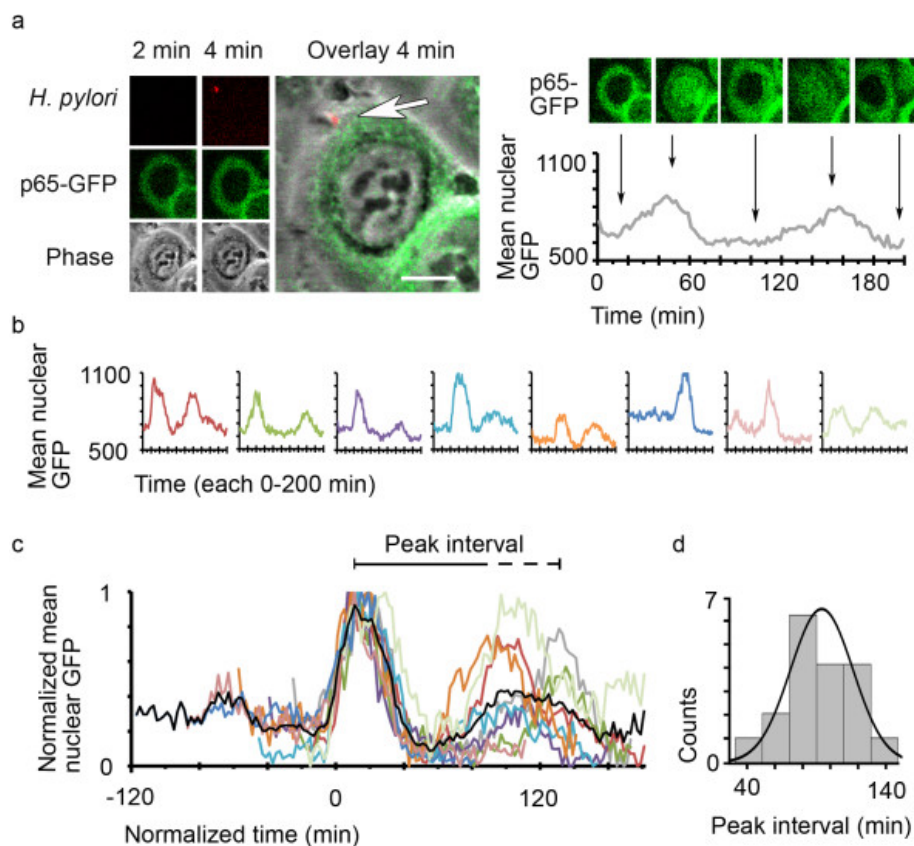 a
2 min 4 min Overlay 4 min
H. pylori
p65-GFP
Phase
p65-
GFP
Mean nuclear
GFP
1100
500
0 60 120 180
Time (min)
b
Mean nuclear
GFP
1100
500
Time (each 0-200 min)
c
Peak interval
Normalized mean
nuclear GFP
1
0
-120 0 120
Normalized time (min)
d
Counts
7
0
40 140
Peak interval (min)